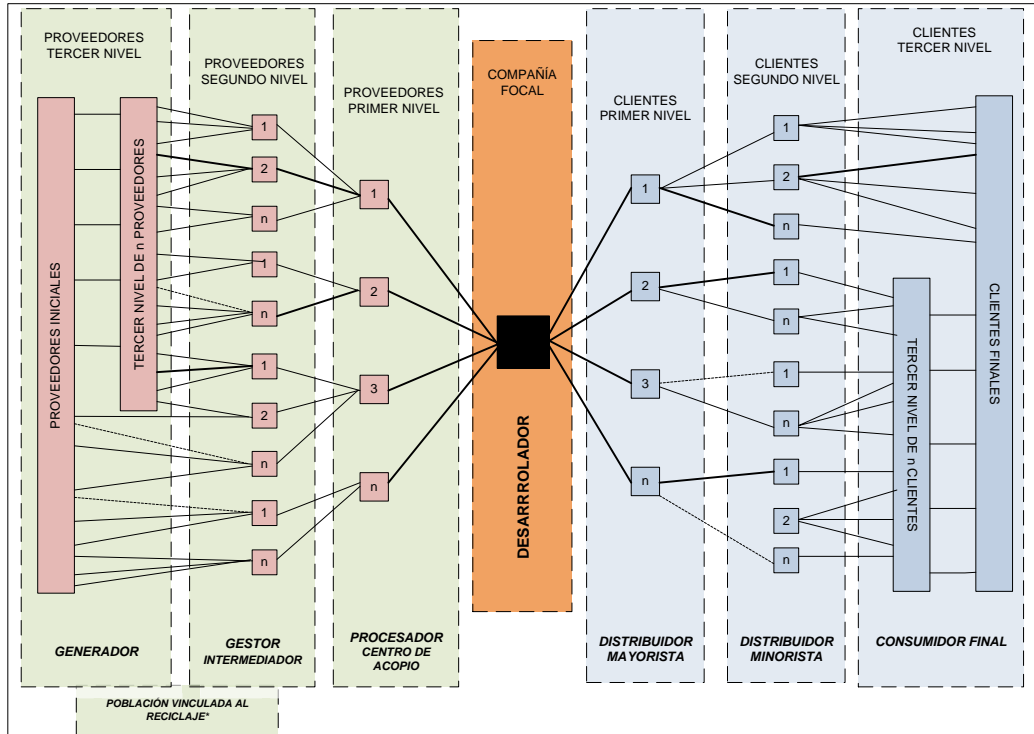 PROVEEDORES
TERCER NIVEL
PROVEEDORES
SEGUNDO NIVEL
PROVEEDORES
PRIMER NIVEL
COMPAÑÍA
FOCAL
CLIENTES
PRIMER NIVEL
CLIENTES
SEGUNDO NIVEL
CLIENTES
TERCER NIVEL
PROVEEDORES INICIALES
TERCER NIVEL DE n PROVEEDORES
1
2
n
1
n
1
2
n
1
n
1
2
3
n
DESARRROLADOR
1
2
3
n
1
2
n
1
n
1
n
1
2
n
TERCER NIVEL DE n CLIENTES
CLIENTES FINALES
GENERADOR
GESTOR
INTERMEDIADOR
PROCESADOR
CENTRO DE
ACOPIO
DISTRIBUIDOR
MAYORISTA
DISTRIBUIDOR
MINORISTA
CONSUMIDOR FINAL
POBLACIÓN VINCULADA AL
RECICLAJE*